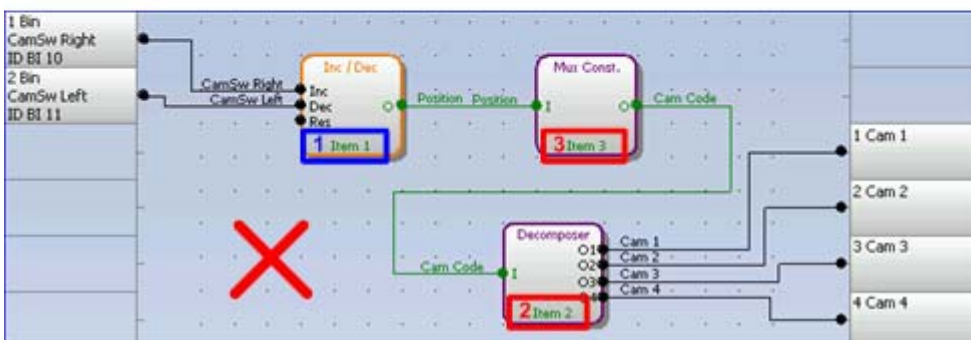 1 Bin
CamSw Right
ID BI 10
2 Bin
CamSw Left
ID BI 11
Inc / Dec
CamSw Right
CamSw Left
Inc
Dec
Res
O
1 Item 1
Position Position
Mux Const.
I
O
3 Item 3
Cam Code
Cam Code
Decomposer
I
O1
O2
O3
2 Item 2
Cam 1
Cam 2
Cam 3
Cam 4
1 Cam 1
2 Cam 2
3 Cam 3
4 Cam 4